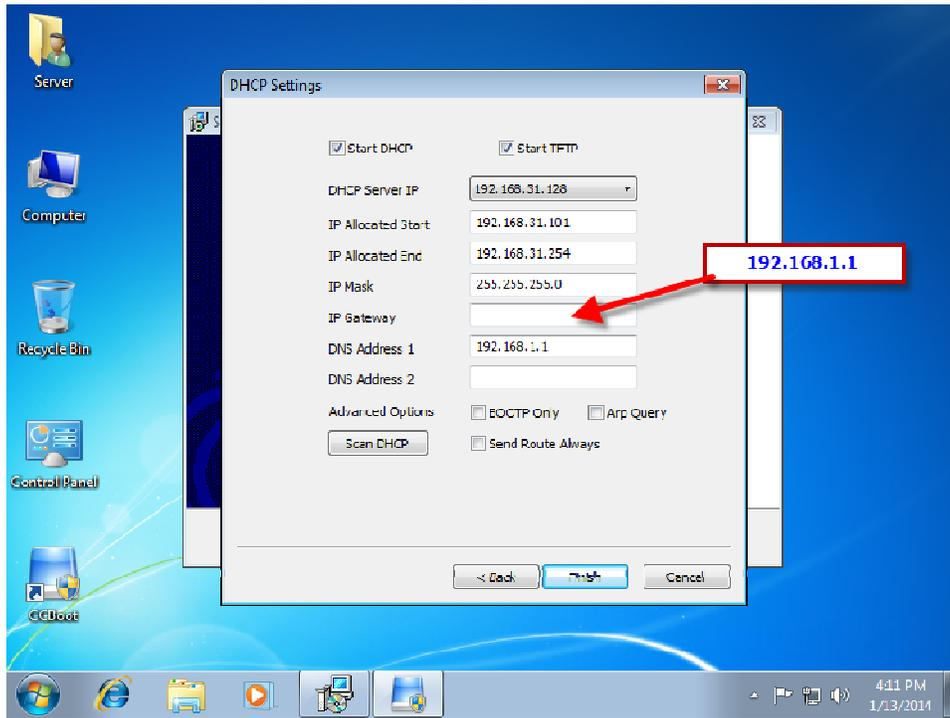 Server
DHCP Settings
Start DHCP
Start TFTP
DHCP Server IP
192.168.31.128
IP Allocated Start
192.168.31.101
IP Allocated End
192.168.31.254
IP Mask
255.255.255.0
IP Gateway
192.168.1.1
DNS Address 1
192.168.1.1
DNS Address 2
Advanced Options
BOOTP Only
Arp Query
Scan DHCP
Send Route Always
< Back
Finish
Cancel
Computer
Recycle Bin
Control Panel
CCBoot
4:11 PM
1/13/2014